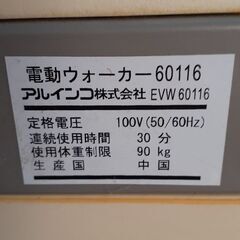 電動ウォーカー60116
アルインコ株式会社 EVW60116
定格電圧 100V(50/60Hz)
連続使用時間 30 分
使用体重制限 90 kg
生産国 中国